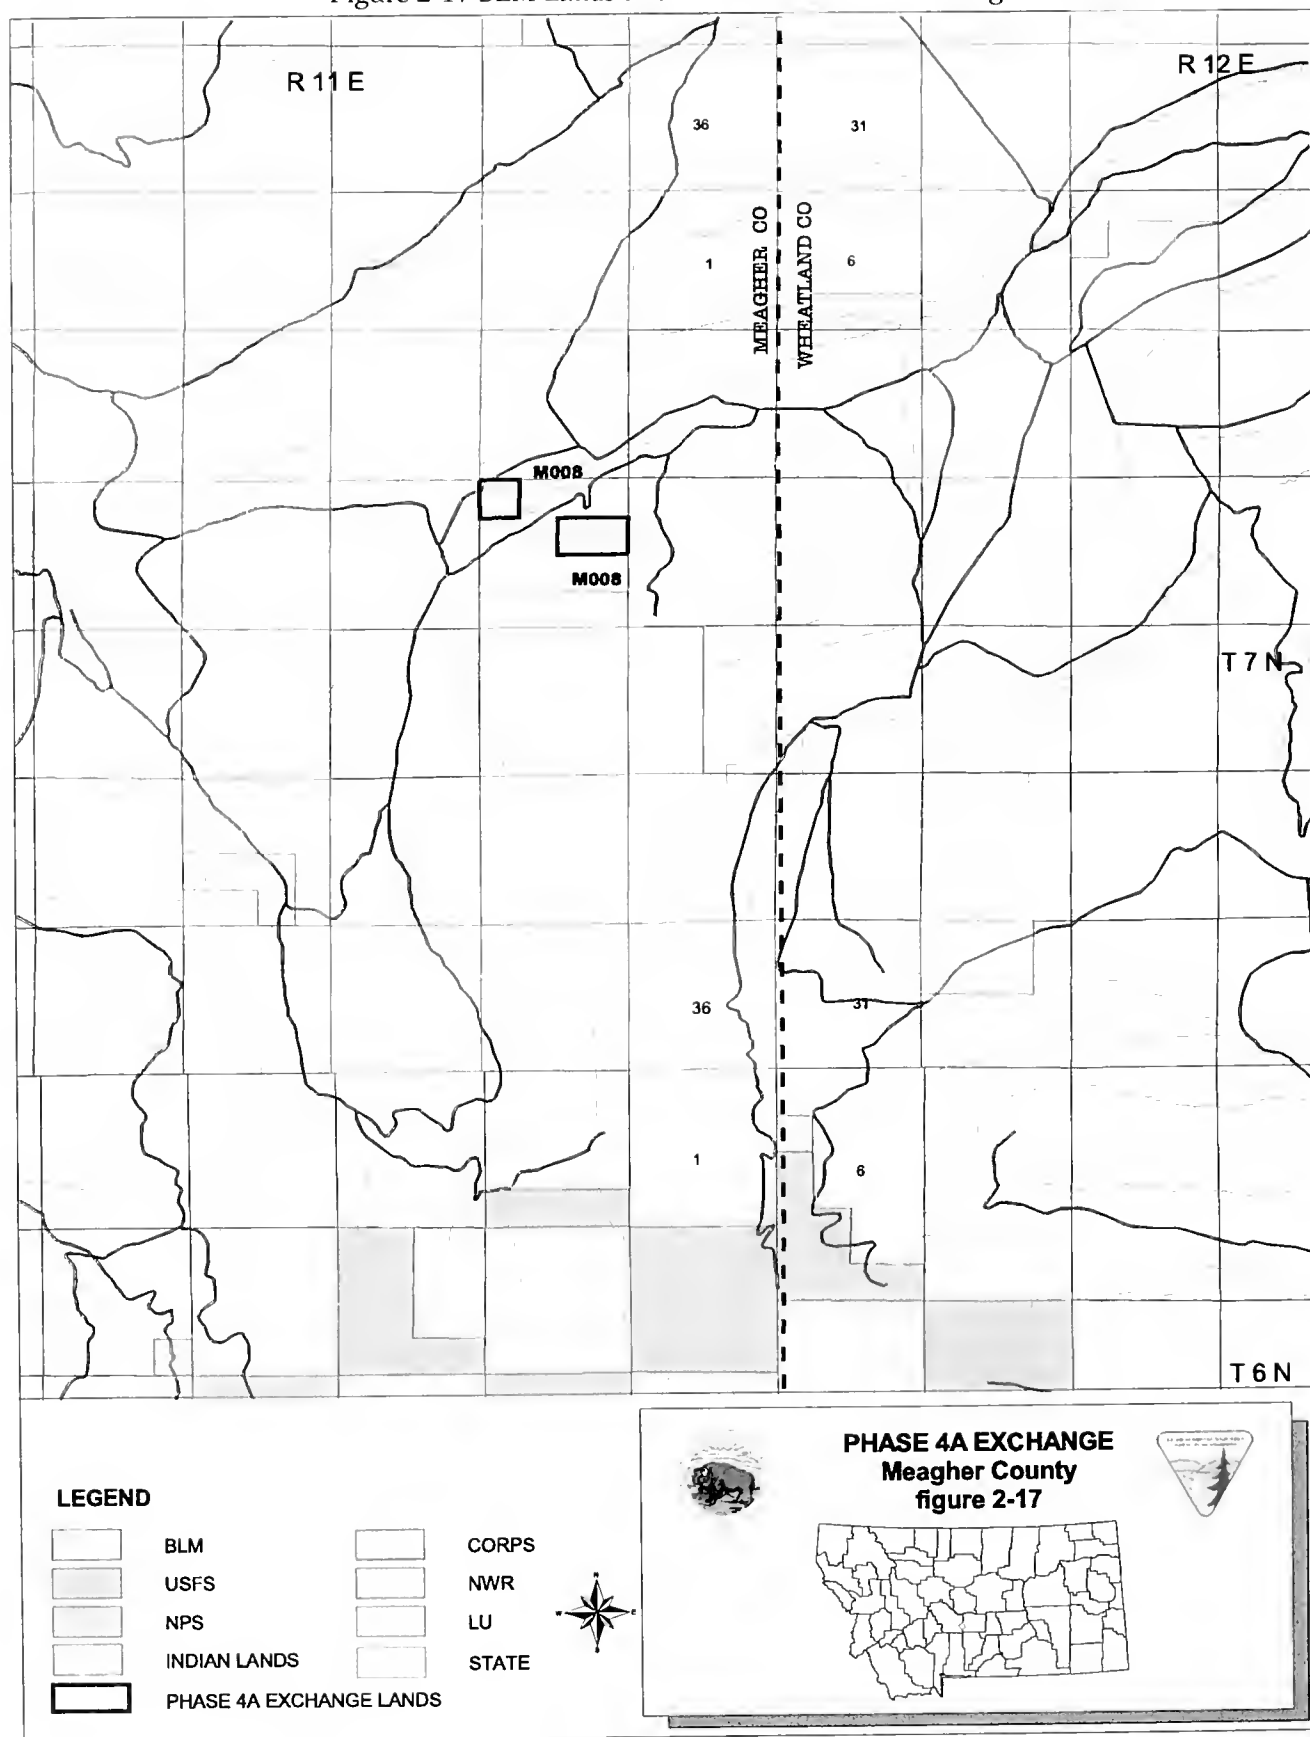 R 11 E
R 12 E
36
31
1
6
MEAGHER CO
WHEATLAND CO
M008
M008
T 7 N
36
31
1
6
T 6 N
LEGEND
BLM
USFS
NPS
INDIAN LANDS
PHASE 4A EXCHANGE LANDS
CORPS
NWR
LU
STATE
N
W
E
S
PHASE 4A EXCHANGE
Meagher County
figure 2-17